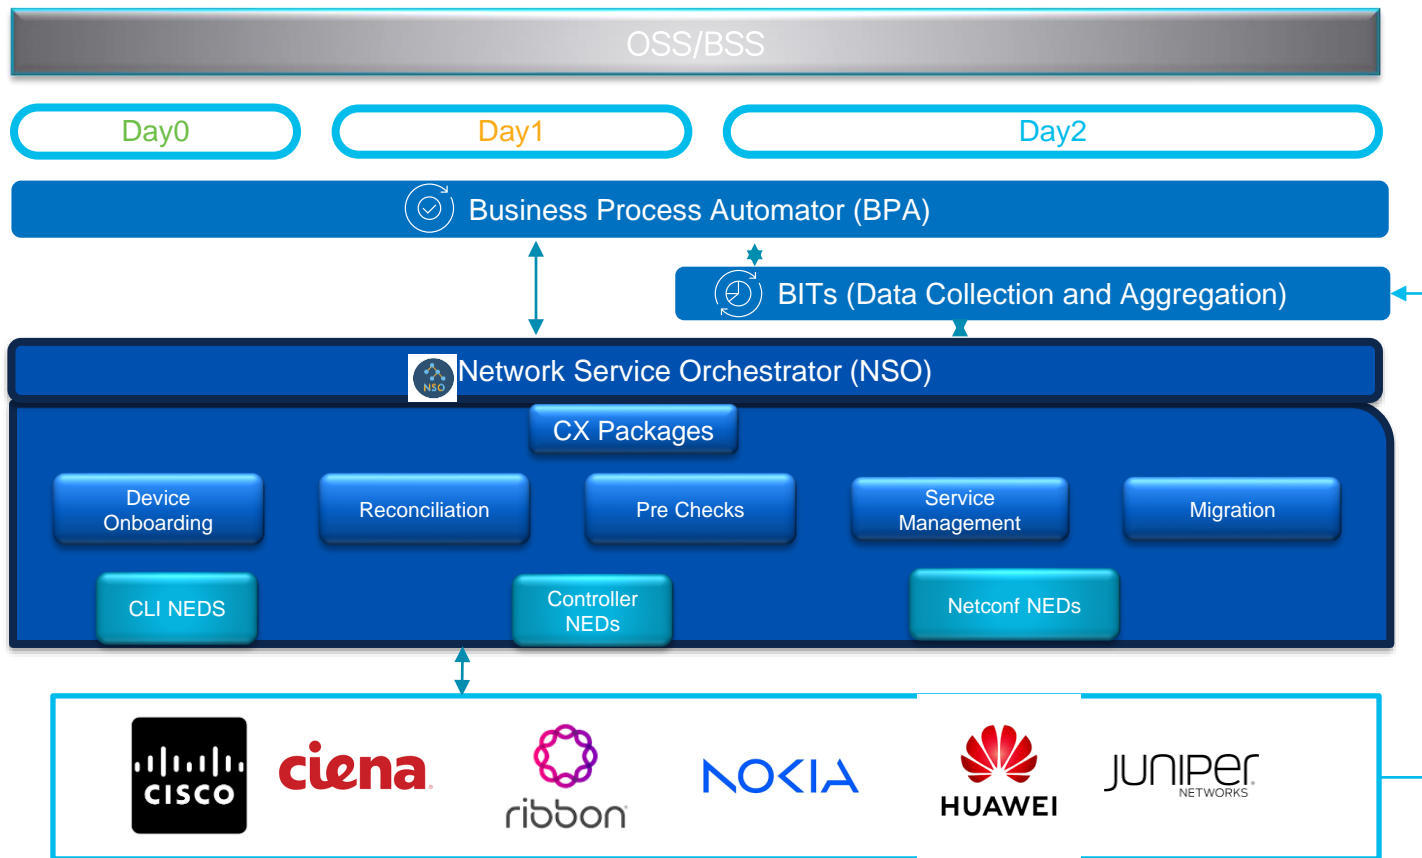 OSS/BSS
Day0
Day1
Day2
Business Process Automator (BPA)
BITs (Data Collection and Aggregation)
NSO
Network Service Orchestrator (NSO)
CX Packages
Device
Onboarding
Reconciliation
Pre Checks
Service
Management
Migration
CLI NEDS
Controller
NEDs
Netconf NEDs
CISCO
ciena
ribbon
NOKIA
HUAWEI
JUNIPEr
NETWORKS